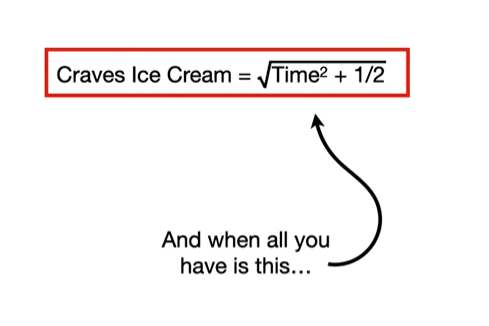 Craves Ice Cream = √Time² + 1/2
And when all you
have is this...